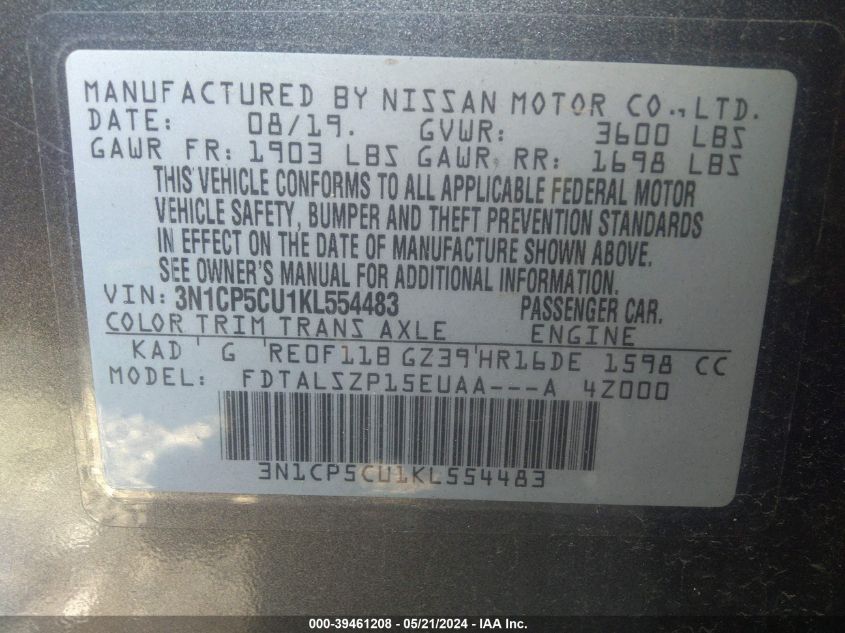 MANUFACTURED BY NISSAN MOTOR CO., LTD.
DATE: 08/19. GVWR: 3600 LBS
GAWR FR: 1903 LBS GAWR RR: 1698 LBS
THIS VEHICLE CONFORMS TO ALL APPLICABLE FEDERAL MOTOR
VEHICLE SAFETY, BUMPER AND THEFT PREVENTION STANDARDS
IN EFFECT ON THE DATE OF MANUFACTURE SHOWN ABOVE.
SEE OWNER'S MANUAL FOR ADDITIONAL INFORMATION.
VIN: 3N1CP5CU1KL554483 PASSENGER CAR.
COLOR TRIM TRANS AXLE ENGINE
KAD G RE0F11B GZ39 HR16DE 1598 CC
MODEL: FDTALSZP15EUAA---A 4Z000
3N1CP5CU1KL554483
000-39461208 - 05/21/2024 - IAA Inc.